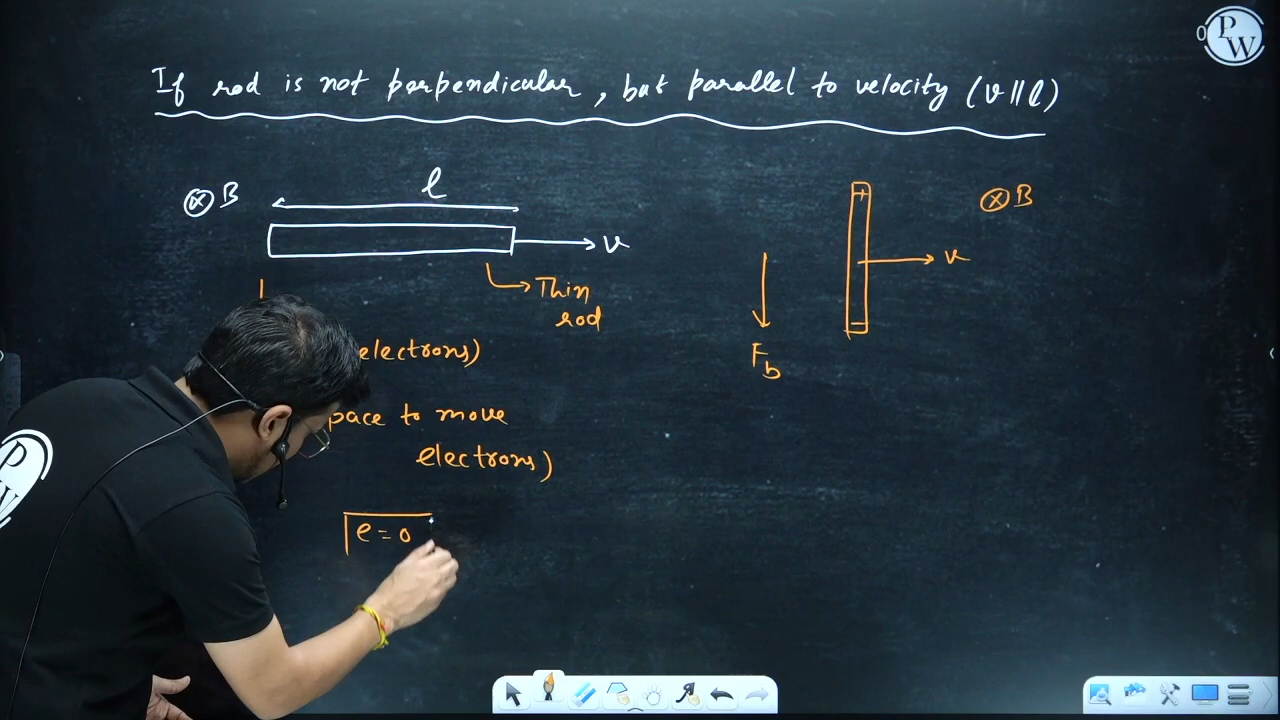 If rod is not perpendicular, but parallel to velocity (v || l)
PW
⊗ B
l
v
Thin
rod
electrons)
pace to move
electrons)
e = 0
+
v
−
⊗ B
F_b
PW